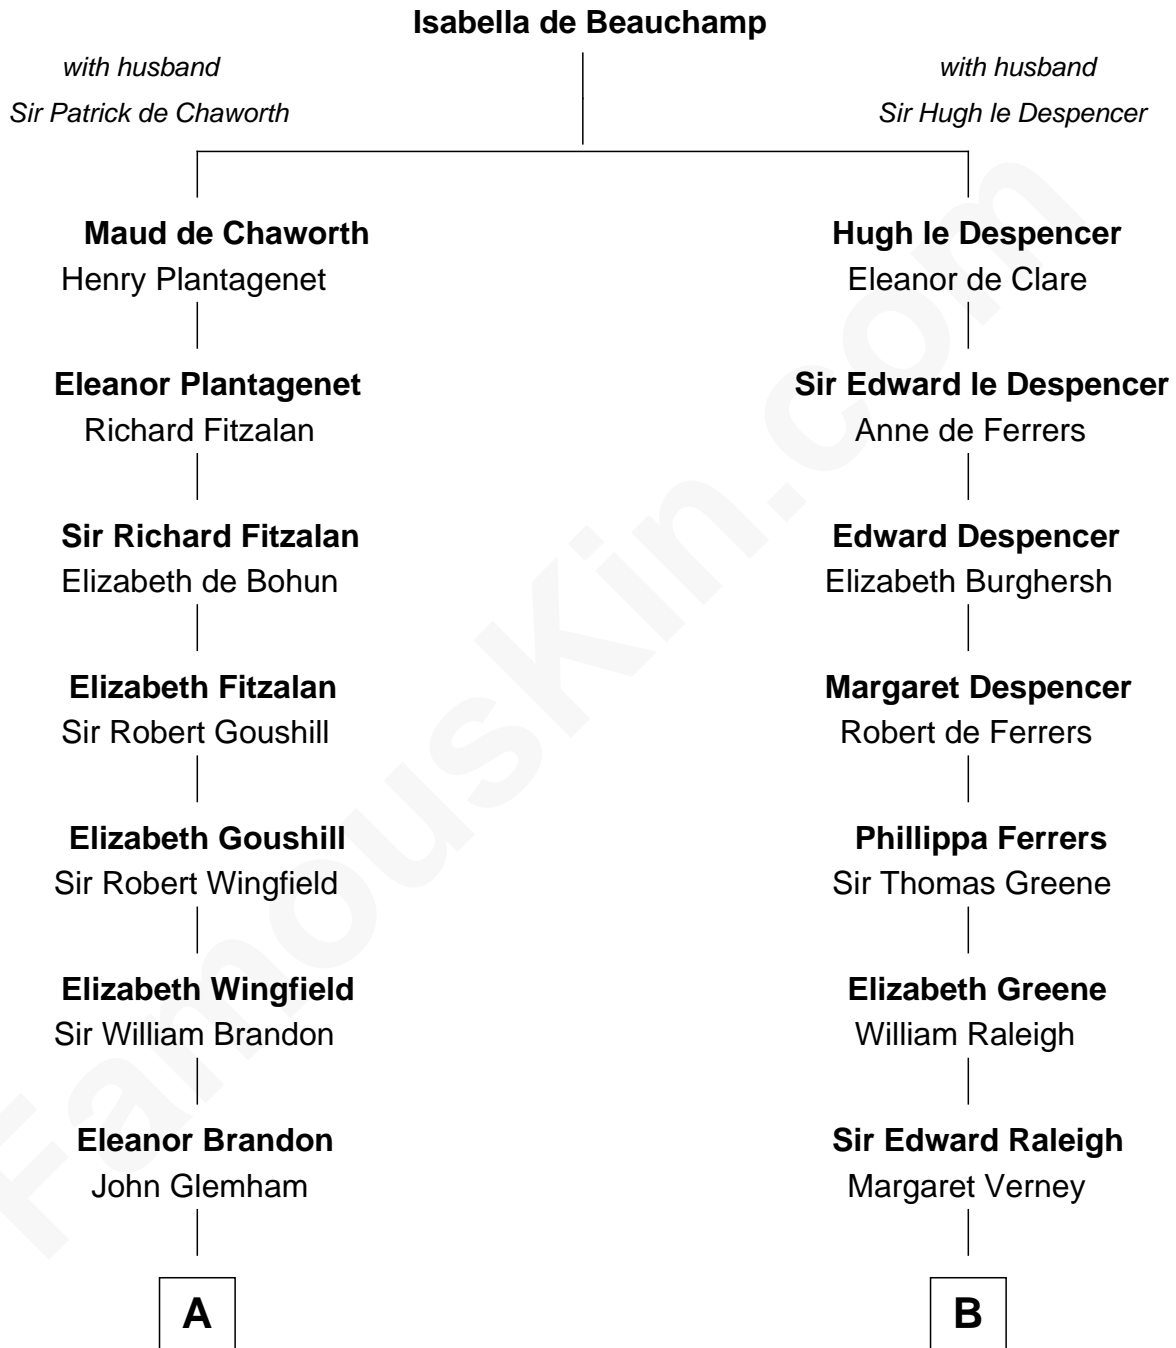 Isabella de Beauchamp
with husband
Sir Patrick de Chaworth
with husband
Sir Hugh le Despencer
Maud de Chaworth
Henry Plantagenet
Eleanor Plantagenet
Richard Fitzalan
Sir Richard Fitzalan
Elizabeth de Bohun
Elizabeth Fitzalan
Sir Robert Goushill
Elizabeth Goushill
Sir Robert Wingfield
Elizabeth Wingfield
Sir William Brandon
Eleanor Brandon
John Glemham
A
Hugh le Despencer
Eleanor de Clare
Sir Edward le Despencer
Anne de Ferrers
Edward Despencer
Elizabeth Burghersh
Margaret Despencer
Robert de Ferrers
Phillippa Ferrers
Sir Thomas Greene
Elizabeth Greene
William Raleigh
Sir Edward Raleigh
Margaret Verney
B
FamousKin.com